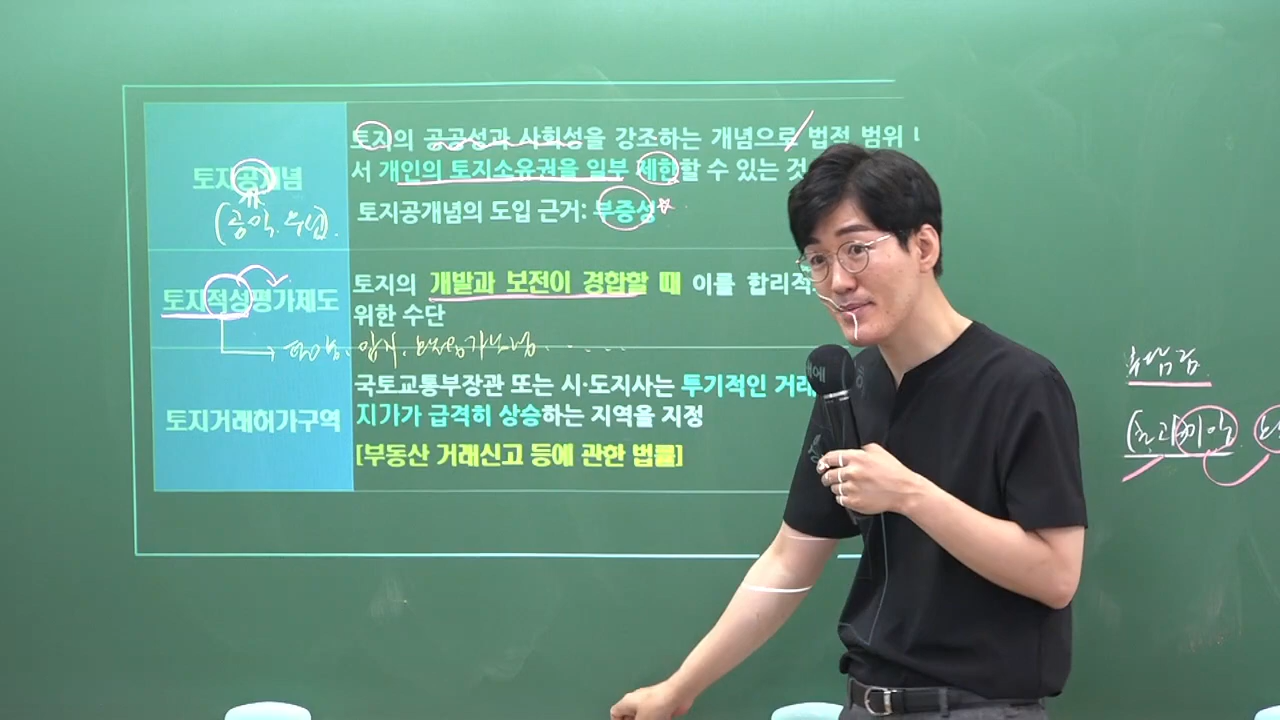 토지공개념
토지의 공공성과 사회성을 강조하는 개념으로 법정 범위
서 개인의 토지소유권을 일부 제한할 수 있는 것
토지공개념의 도입 근거: 부증성
토지적성평가제도
토지의 개발과 보전이 경합할 때 이를 합리적
위한 수단
토지거래허가구역
국토교통부장관 또는 시·도지사는 투기적인 거래
지가가 급격히 상승하는 지역을 지정
[부동산 거래신고 등에 관한 법률]